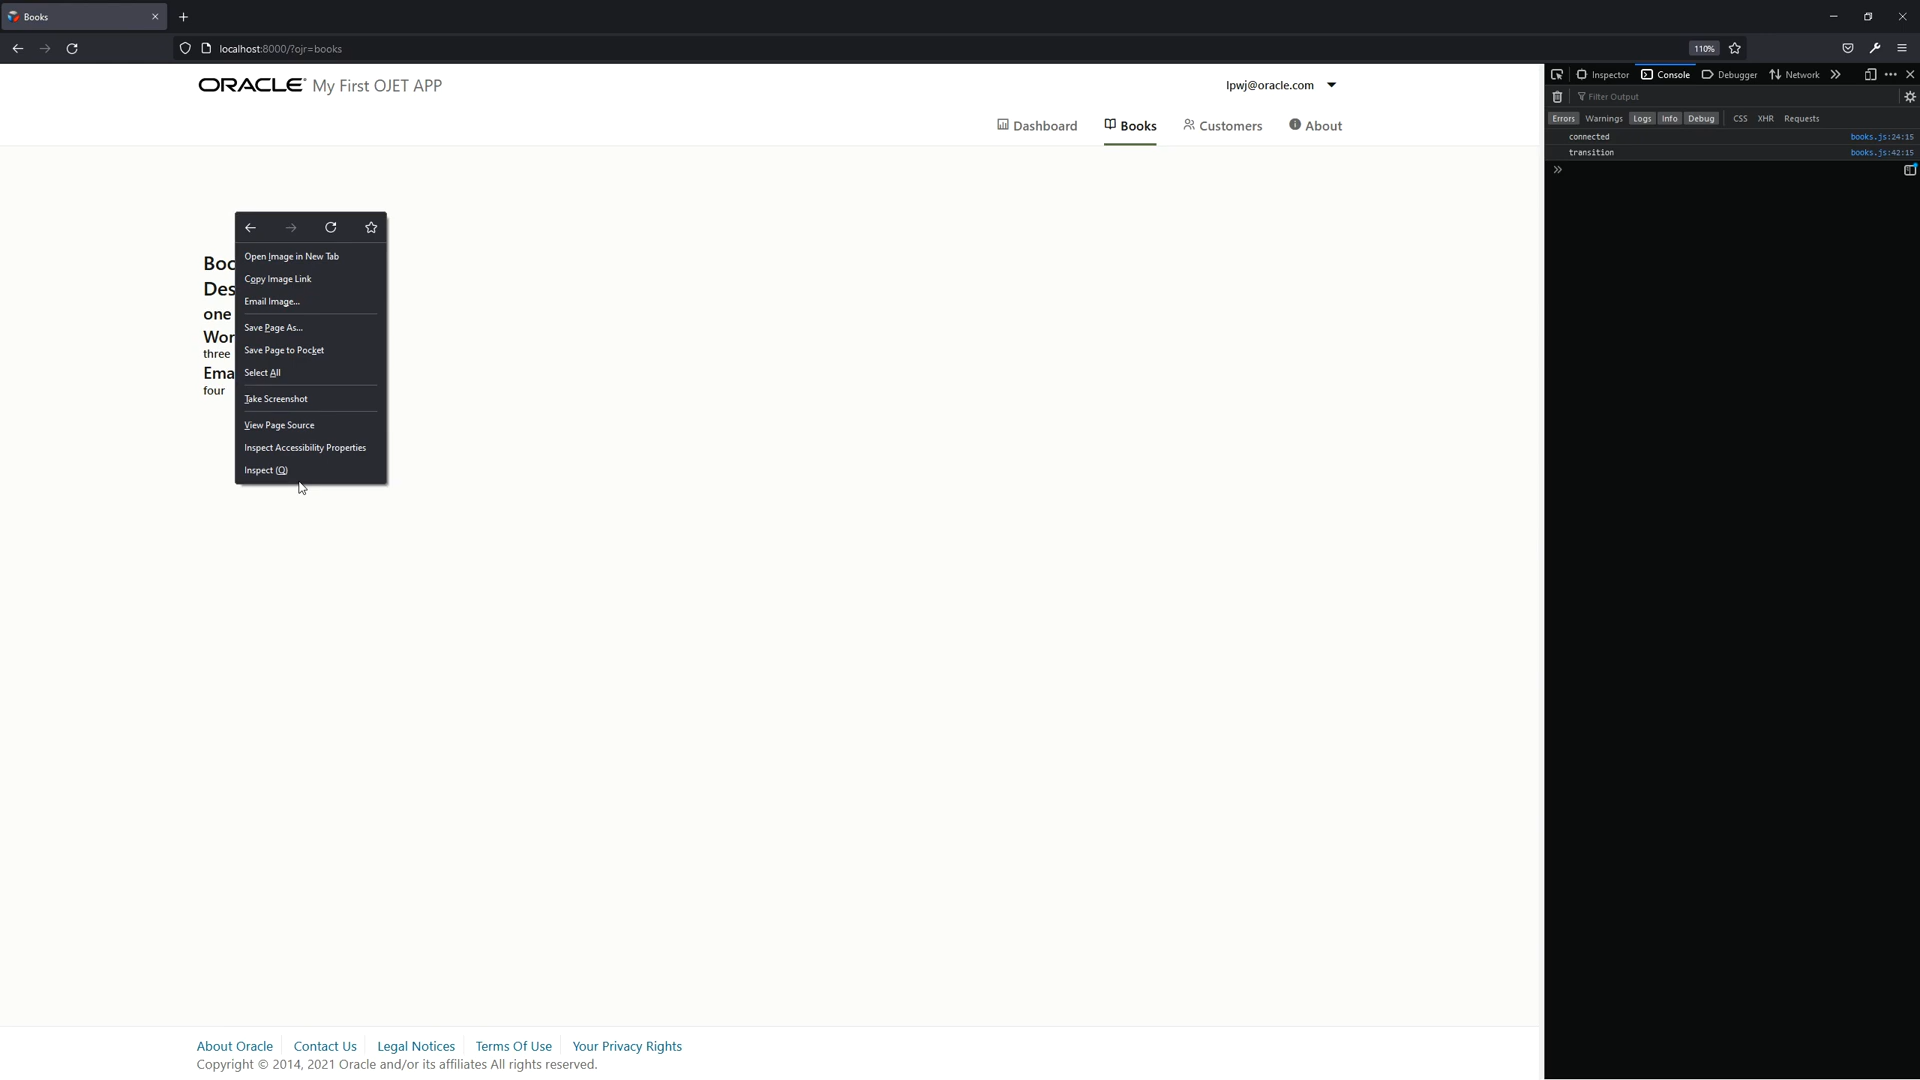 Books
localhost:8000/?ojr=books
110%
ORACLE My First OJET APP
lpwj@oracle.com
Dashboard
Books
Customers
About
Open Image in New Tab
Copy Image Link
Email Image...
Save Page As...
Save Page to Pocket
Select All
Take Screenshot
View Page Source
Inspect Accessibility Properties
Inspect (Q)
Boo
Des
one
Wor
three
Ema
four
Inspector
Console
Debugger
Network
Filter Output
Errors Warnings Logs Info Debug CSS XHR Requests
connected books.js:24:15
transition books.js:42:15
About Oracle Contact Us Legal Notices Terms Of Use Your Privacy Rights
Copyright © 2014, 2021 Oracle and/or its affiliates All rights reserved.